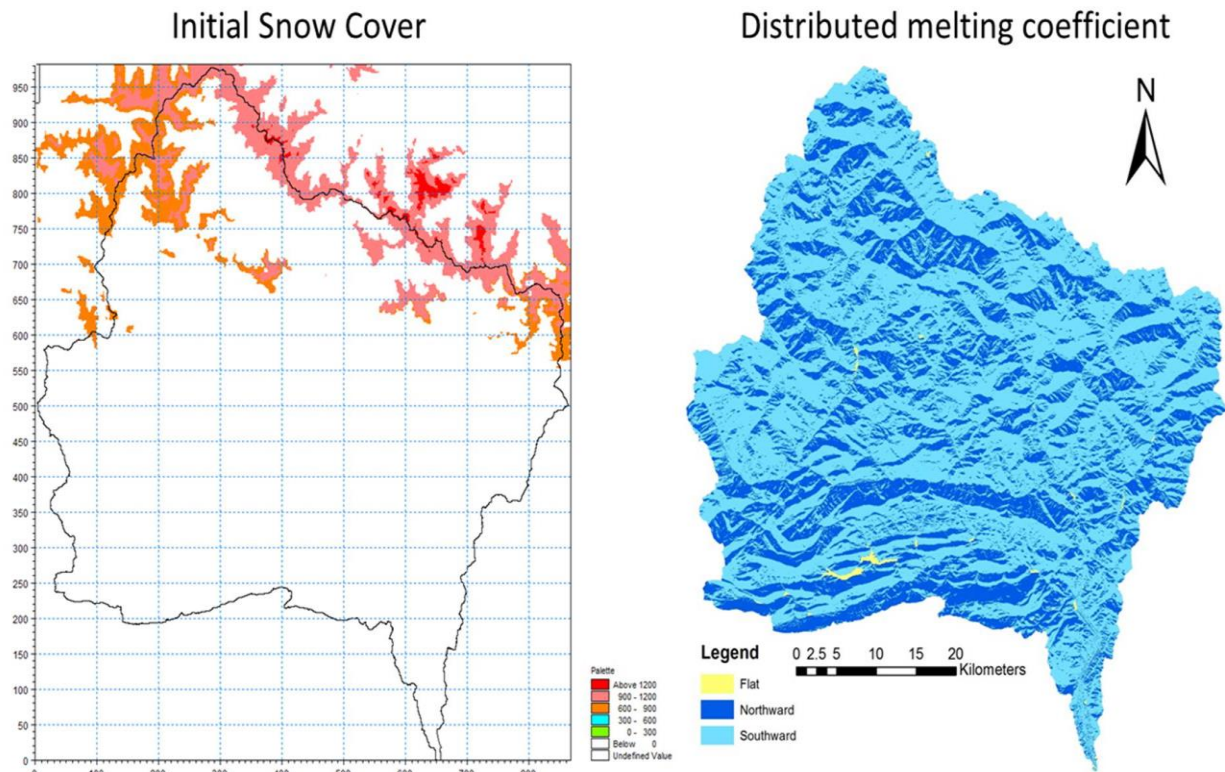 Initial Snow Cover
Distributed melting coefficient
950
900
850
800
750
700
650
600
550
500
450
400
350
300
250
200
150
100
50
0
0
N
Palette
Above 1200
900 - 1200
600 - 900
300 - 600
0 - 300
Below 0
Undefined Value
Legend
Flat
Northward
Southward
0 2.5 5 10 15 20
Kilometers